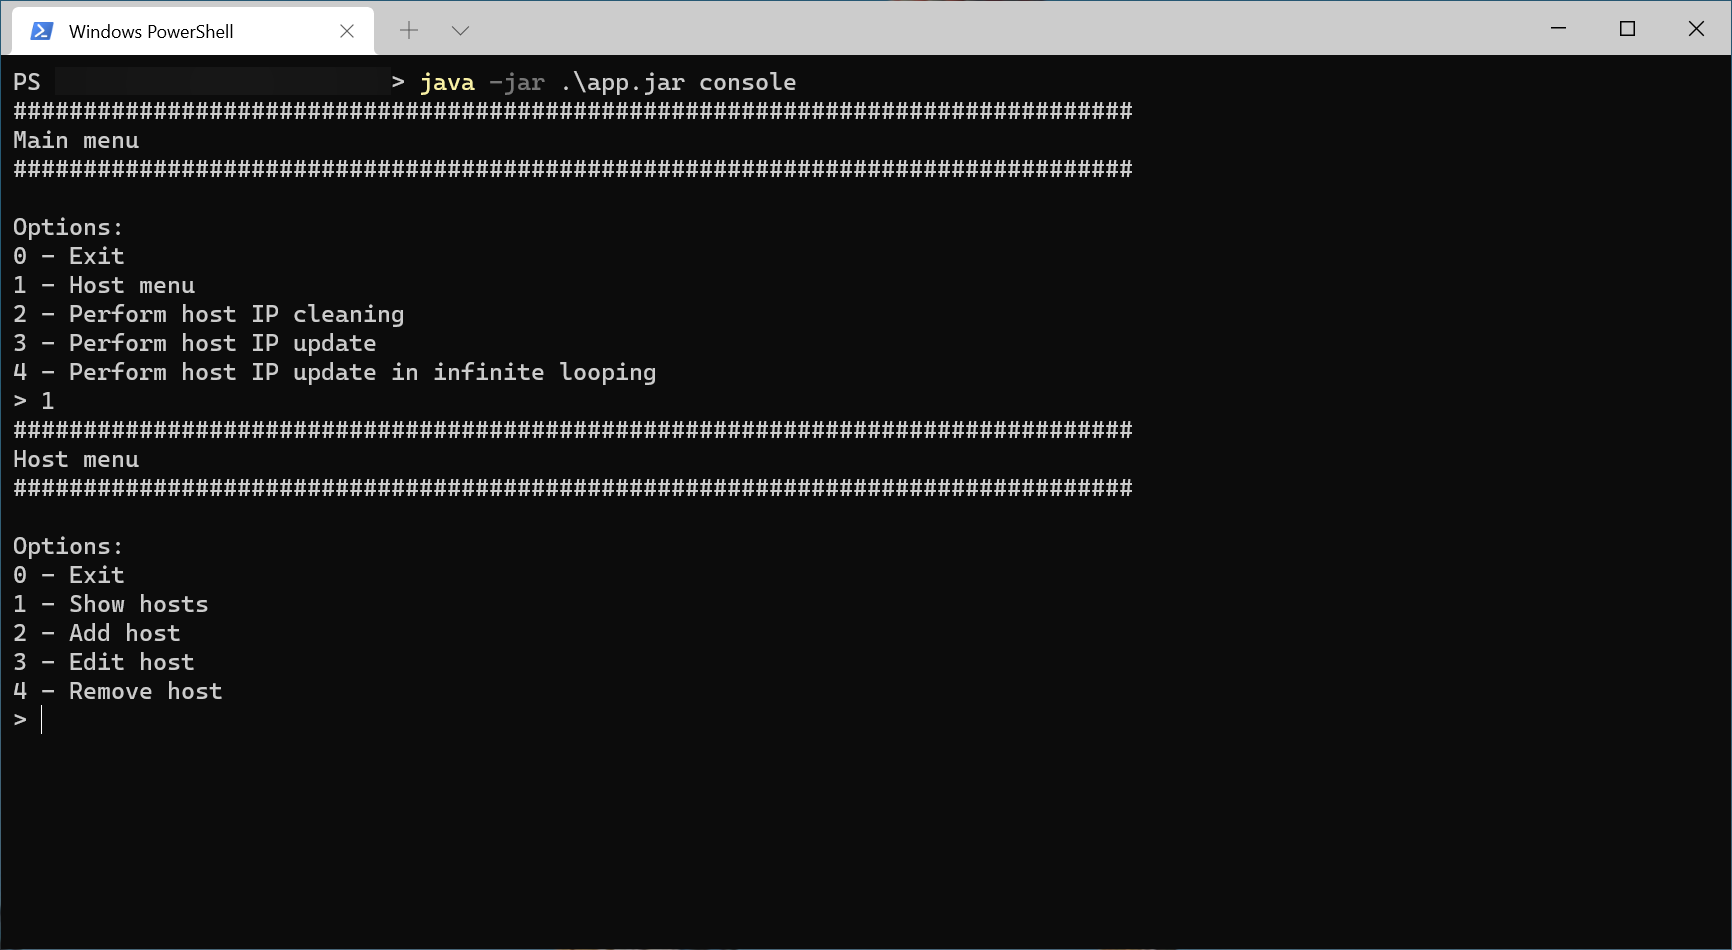 Windows PowerShell
PS > java -jar .\app.jar console
################################################################################
Main menu
################################################################################
Options:
0 - Exit
1 - Host menu
2 - Perform host IP cleaning
3 - Perform host IP update
4 - Perform host IP update in infinite looping
> 1
################################################################################
Host menu
################################################################################
Options:
0 - Exit
1 - Show hosts
2 - Add host
3 - Edit host
4 - Remove host
>